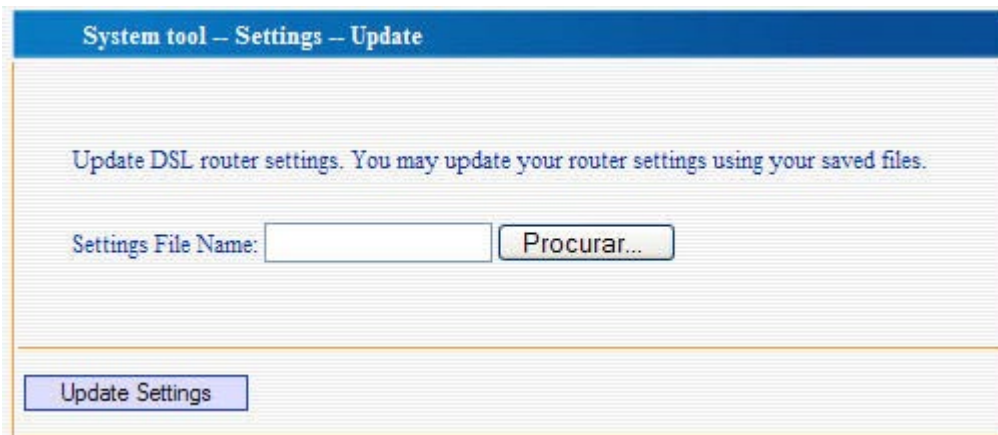 System tool -- Settings -- Update
Update DSL router settings. You may update your router settings using your saved files.
Settings File Name:
Procurar...
Update Settings